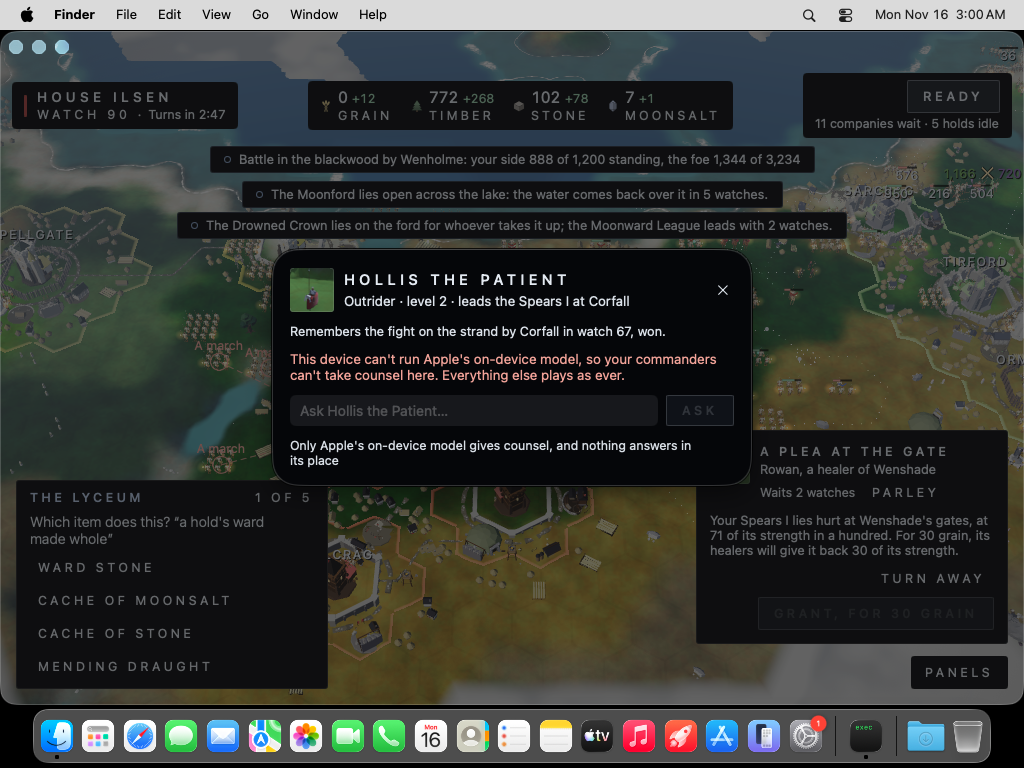 Finder File Edit View Go Window Help Mon Nov 16 3:00 AM
36
HOUSE ILSEN
WATCH 90 · Turns in 2:47
0 +12 772 +268 102 +78 7 +1
GRAIN TIMBER STONE MOONSALT
READY
11 companies wait · 5 holds idle
Battle in the blackwood by Wenholme: your side 888 of 1,200 standing, the foe 1,344 of 3,234
The Moonford lies open across the lake: the water comes back over it in 5 watches.
The Drowned Crown lies on the ford for whoever takes it up; the Moonward League leads with 2 watches.
1,166 720
216 504
PELLGATE
TIRFORD
A march
A march
HOLLIS THE PATIENT
Outrider · level 2 · leads the Spears I at Corfall
Remembers the fight on the strand by Corfall in watch 67, won.
This device can't run Apple's on-device model, so your commanders
can't take counsel here. Everything else plays as ever.
Ask Hollis the Patient...
ASK
Only Apple's on-device model gives counsel, and nothing answers in
its place
THE LYCEUM 1 OF 5
Which item does this? “a hold's ward
made whole”
WARD STONE
CACHE OF MOONSALT
CACHE OF STONE
MENDING DRAUGHT
A PLEA AT THE GATE
Rowan, a healer of Wenshade
Waits 2 watches PARLEY
Your Spears I lies hurt at Wenshade's gates, at
71 of its strength in a hundred. For 30 grain, its
healers will give it back 30 of its strength.
TURN AWAY
GRANT, FOR 30 GRAIN
PANELS
Mon
16
tv
1
exec